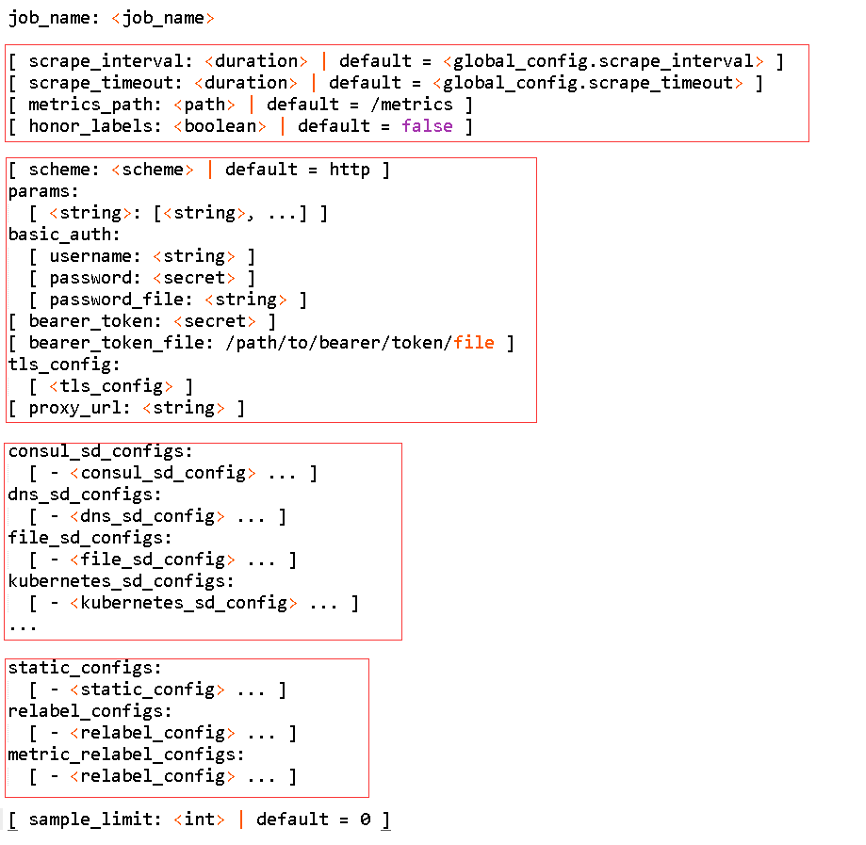 job_name: <job_name>
[ scrape_interval: <duration> | default = <global_config.scrape_interval> ]
[ scrape_timeout: <duration> | default = <global_config.scrape_timeout> ]
[ metrics_path: <path> | default = /metrics ]
[ honor_labels: <boolean> | default = false ]
[ scheme: <scheme> | default = http ]
params:
  [ <string>: [<string>, ...] ]
basic_auth:
  [ username: <string> ]
  [ password: <secret> ]
  [ password_file: <string> ]
[ bearer_token: <secret> ]
[ bearer_token_file: /path/to/bearer/token/file ]
tls_config:
  [ <tls_config> ]
[ proxy_url: <string> ]
consul_sd_configs:
  [ - <consul_sd_config> ... ]
dns_sd_configs:
  [ - <dns_sd_config> ... ]
file_sd_configs:
  [ - <file_sd_config> ... ]
kubernetes_sd_configs:
  [ - <kubernetes_sd_config> ... ]
...
static_configs:
  [ - <static_config> ... ]
relabel_configs:
  [ - <relabel_config> ... ]
metric_relabel_configs:
  [ - <relabel_config> ... ]
[ sample_limit: <int> | default = 0 ]